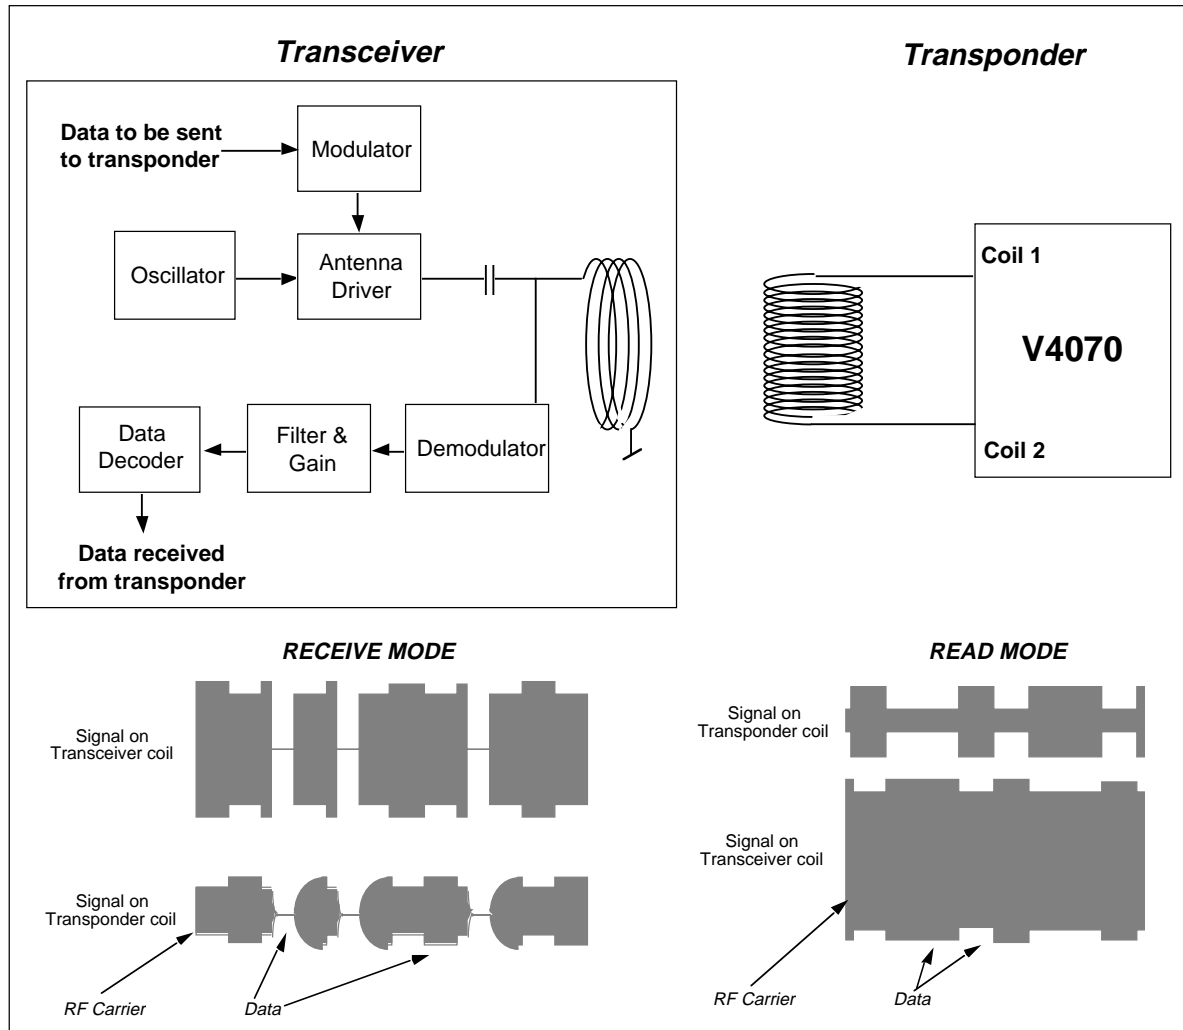 Transceiver
Transponder
Data to be sent
to transponder
Modulator
Oscillator
Antenna
Driver
Coil 1
V4070
Coil 2
Data
Decoder
Filter &
Gain
Demodulator
Data received
from transponder
RECEIVE MODE
READ MODE
Signal on
Transceiver coil
Signal on
Transponder coil
Signal on
Transponder coil
Signal on
Transceiver coil
RF Carrier
Data
RF Carrier
Data